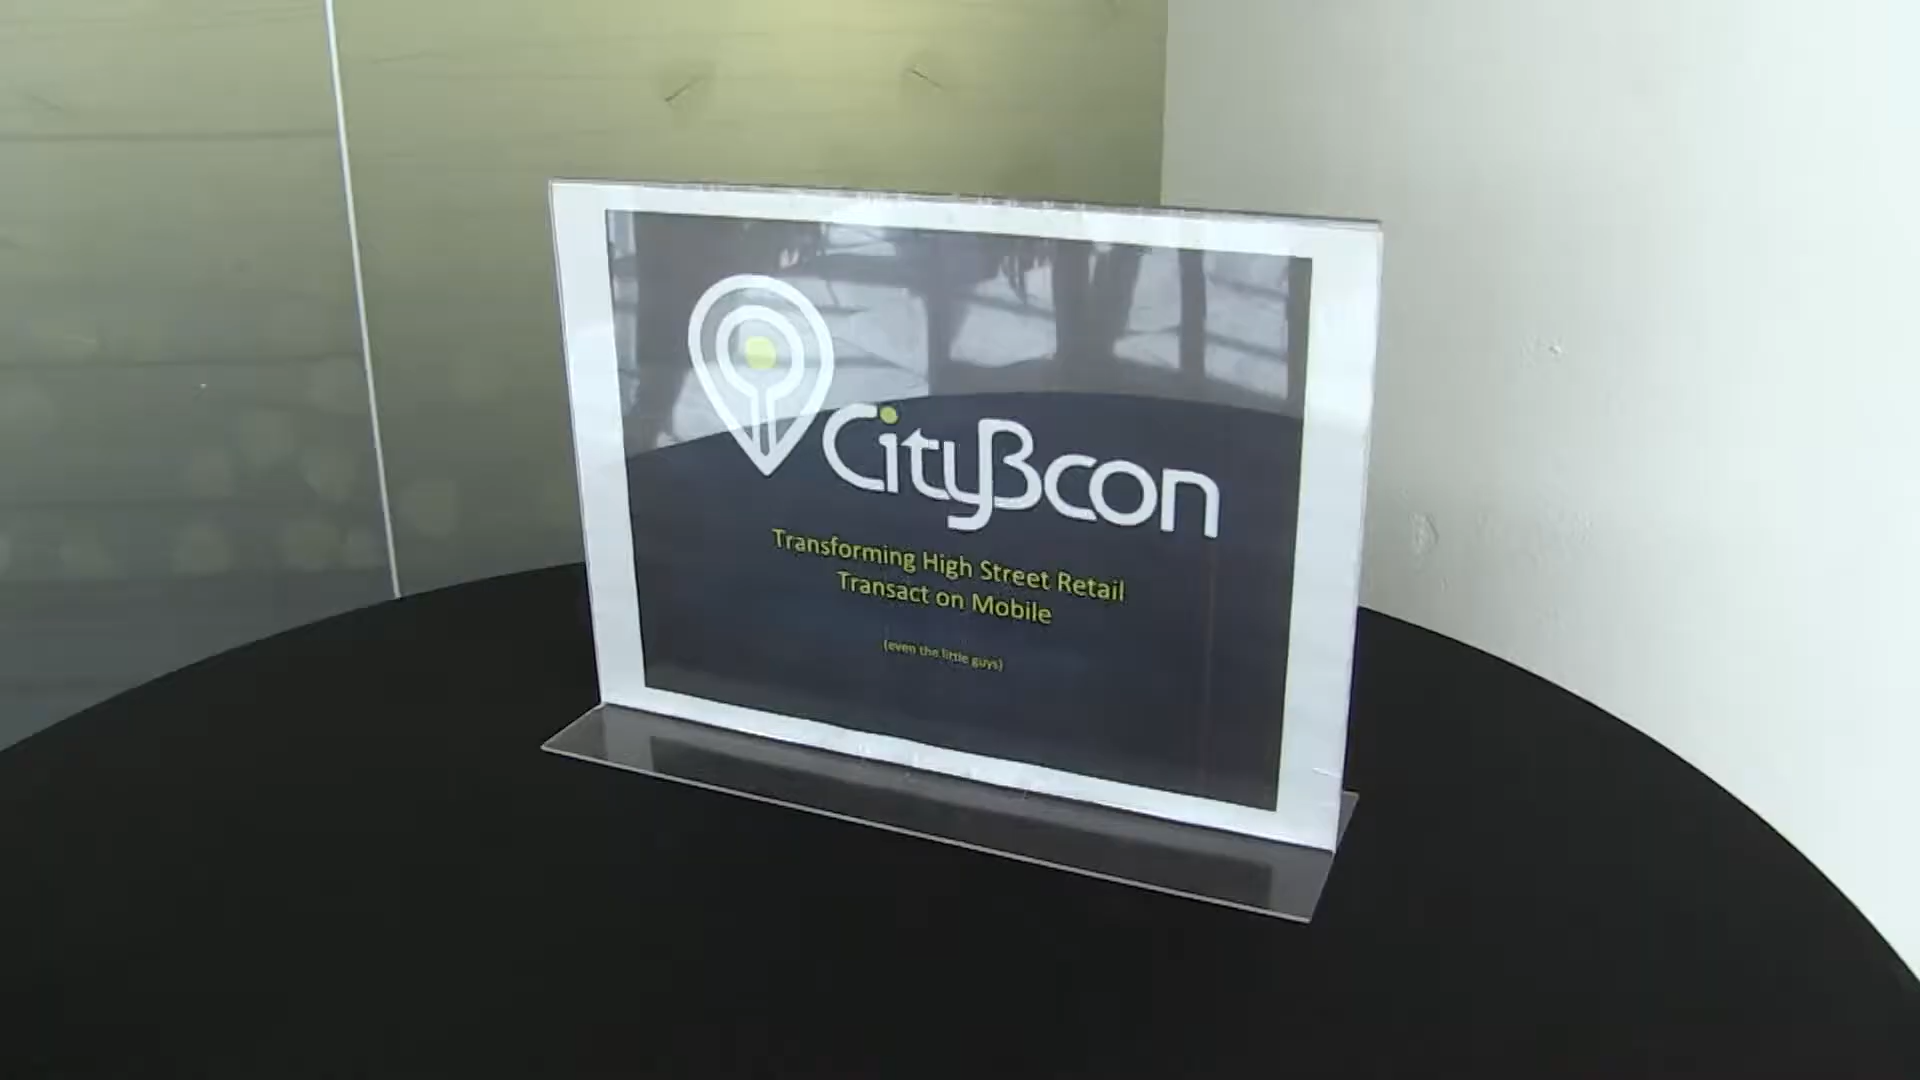 CityBcon
Transforming High Street Retail
Transact on Mobile
(even the little guys)